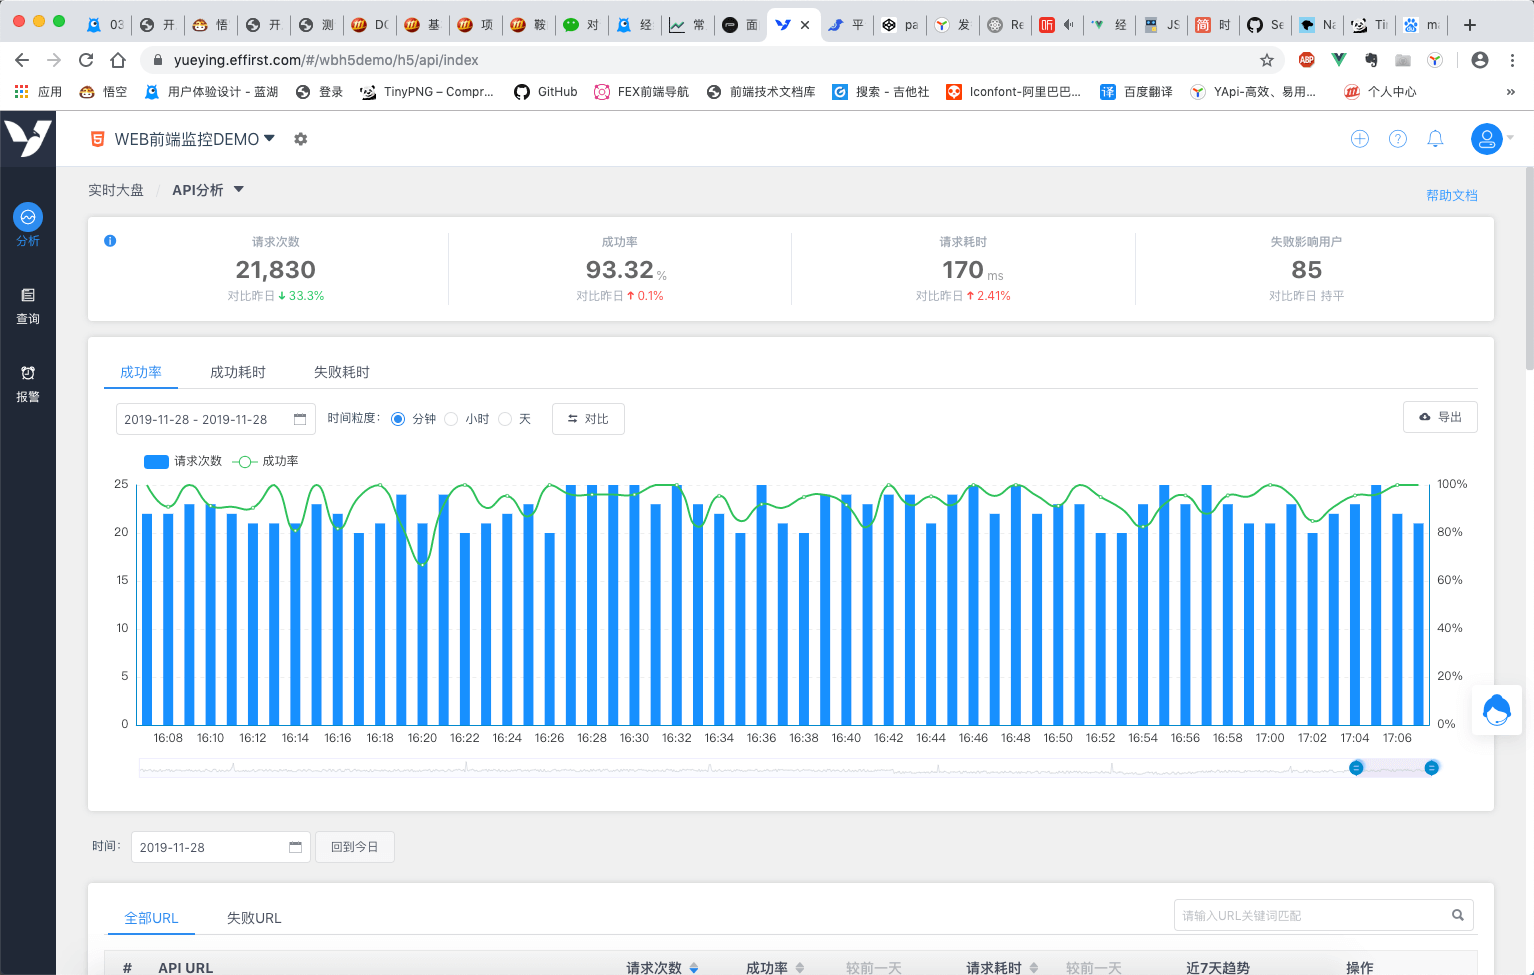 03
开
悟
开
测
DC
基
项
鞍
对
经
常
面
平
pa
发
Re
听
经
JS
简 时
Se
Na
Tii
ma
yueying.effirst.com/#/wbh5demo/h5/api/index
ABP
应用
悟空
用户体验设计 - 蓝湖
登录
TinyPNG – Compr...
GitHub
FEX前端导航
前端技术文档库
搜索 - 吉他社
Iconfont-阿里巴巴...
译 百度翻译
YApi-高效、易用...
个人中心
»
WEB前端监控DEMO
实时大盘 / API分析
帮助文档
分析
查询
报警
请求次数
21,830
对比昨日 33.3%
成功率
93.32 %
对比昨日 0.1%
请求耗时
170 ms
对比昨日 2.41%
失败影响用户
85
对比昨日 持平
成功率 成功耗时 失败耗时
2019-11-28 - 2019-11-28
时间粒度: 分钟 小时 天
对比
导出
请求次数 成功率
25
20
15
10
5
0
100%
80%
60%
40%
20%
0%
16:08 16:10 16:12 16:14 16:16 16:18 16:20 16:22 16:24 16:26 16:28 16:30 16:32 16:34 16:36 16:38 16:40 16:42 16:44 16:46 16:48 16:50 16:52 16:54 16:56 16:58 17:00 17:02 17:04 17:06
时间: 2019-11-28 回到今日
全部URL 失败URL
请输入URL关键词匹配
# API URL 请求次数 成功率 较前一天 请求耗时 较前一天 近7天趋势 操作